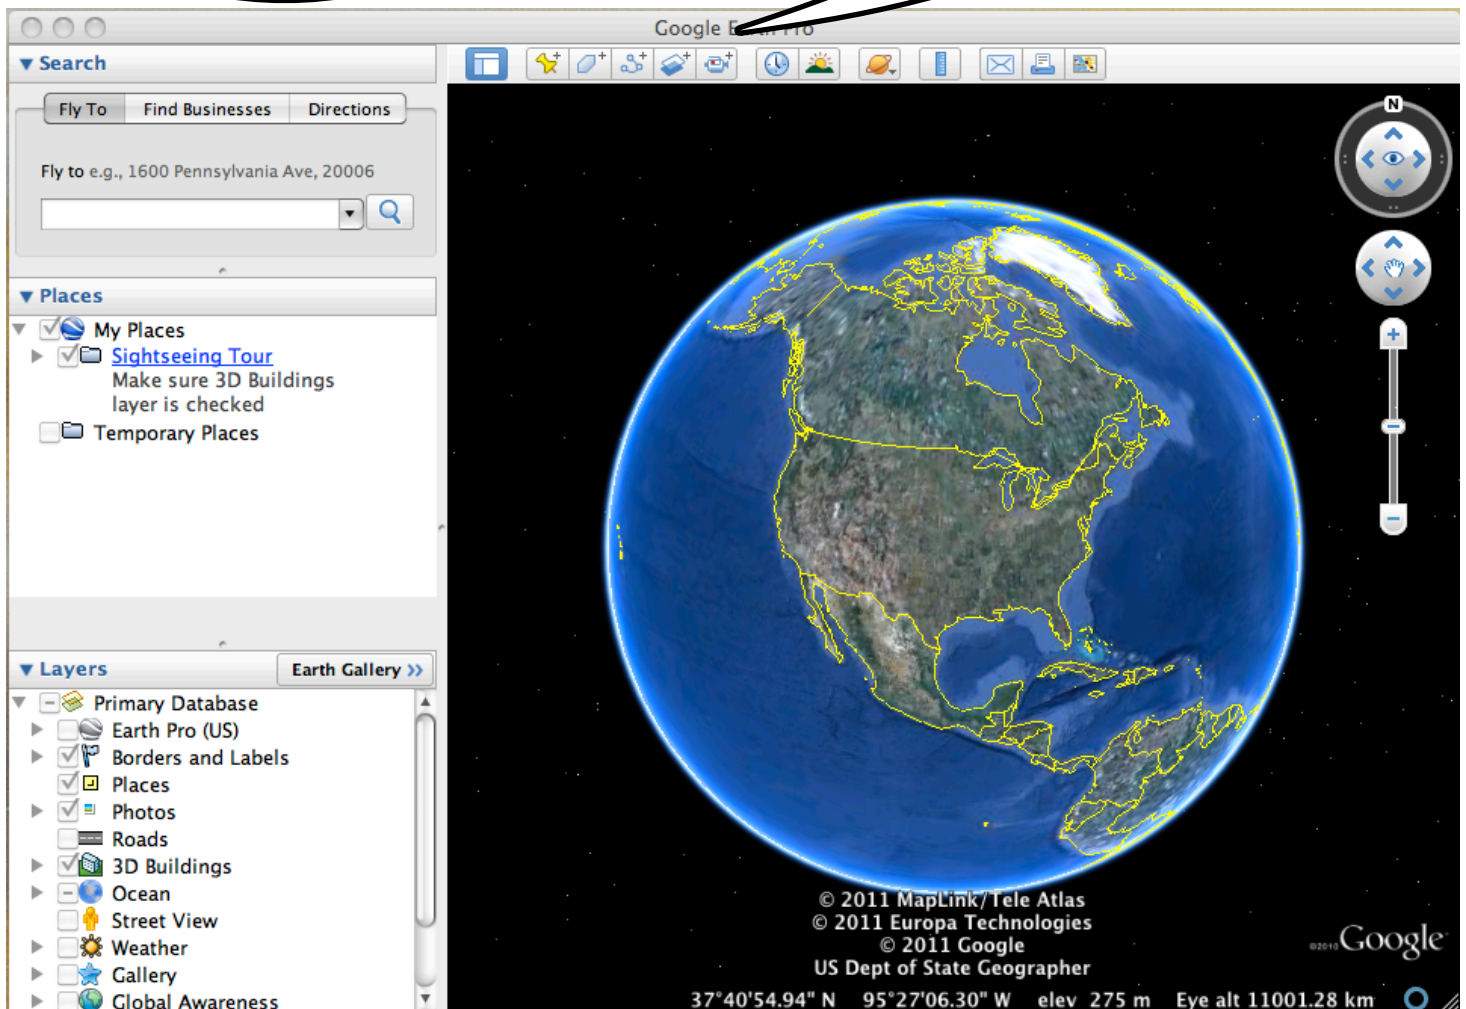 Google Earth Pro
Search
Fly To Find Businesses Directions
Fly to e.g., 1600 Pennsylvania Ave, 20006
Places
My Places
Sightseeing Tour
Make sure 3D Buildings
layer is checked
Temporary Places
Layers Earth Gallery >>
Primary Database
Earth Pro (US)
Borders and Labels
Places
Photos
Roads
3D Buildings
Ocean
Street View
Weather
Gallery
Global Awareness
N
© 2011 MapLink/Tele Atlas
© 2011 Europa Technologies
© 2011 Google
US Dept of State Geographer
©2010 Google
37°40'54.94" N 95°27'06.30" W elev 275 m Eye alt 11001.28 km